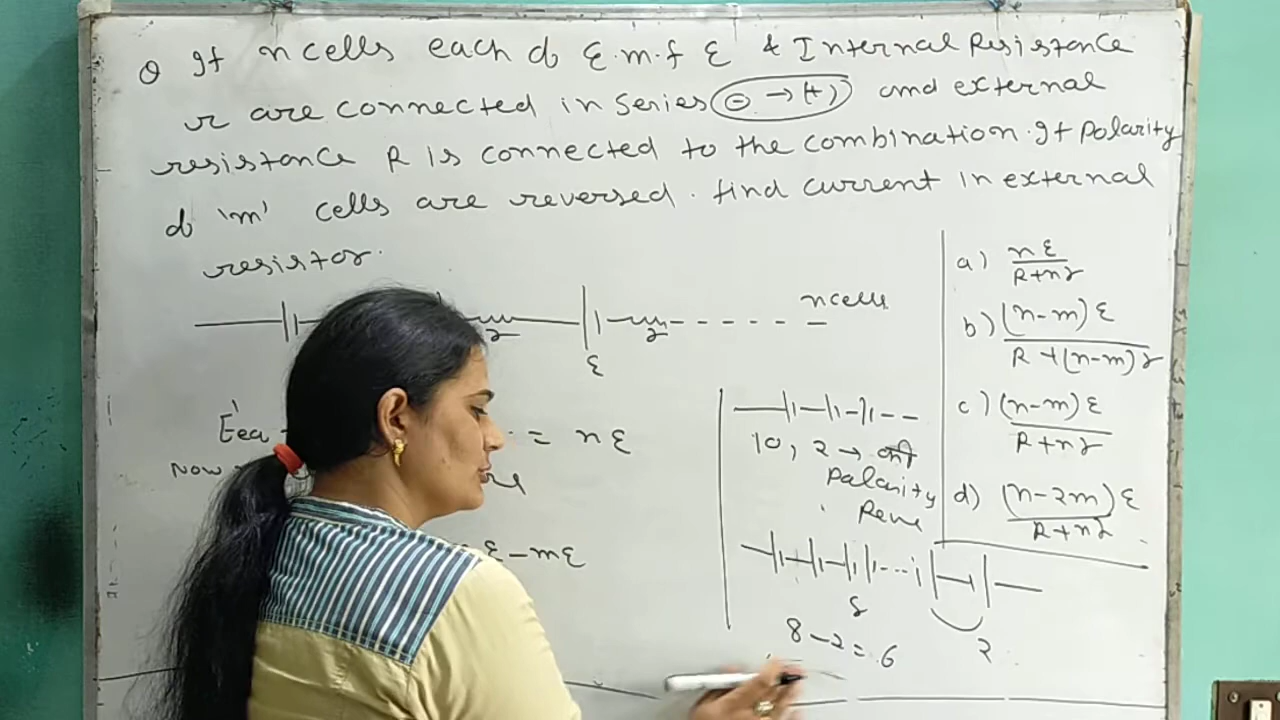 Q If n cells each of E.m.f ε & Internal Resistance
r are connected in series (- → (+)) and external
resistance R is connected to the combination. If polarity
of 'm' cells are reversed. find current in external
resistor.
n cells
r r
ε
= nε
Now
ε - mε
10, 2 →
Polarity
8
2
8 - 2 = 6
a) nε / R+nr
b) (n-m)ε / R+(n-m)r
c) (n-m)ε / R+nr
d) (n-2m)ε / R+nr